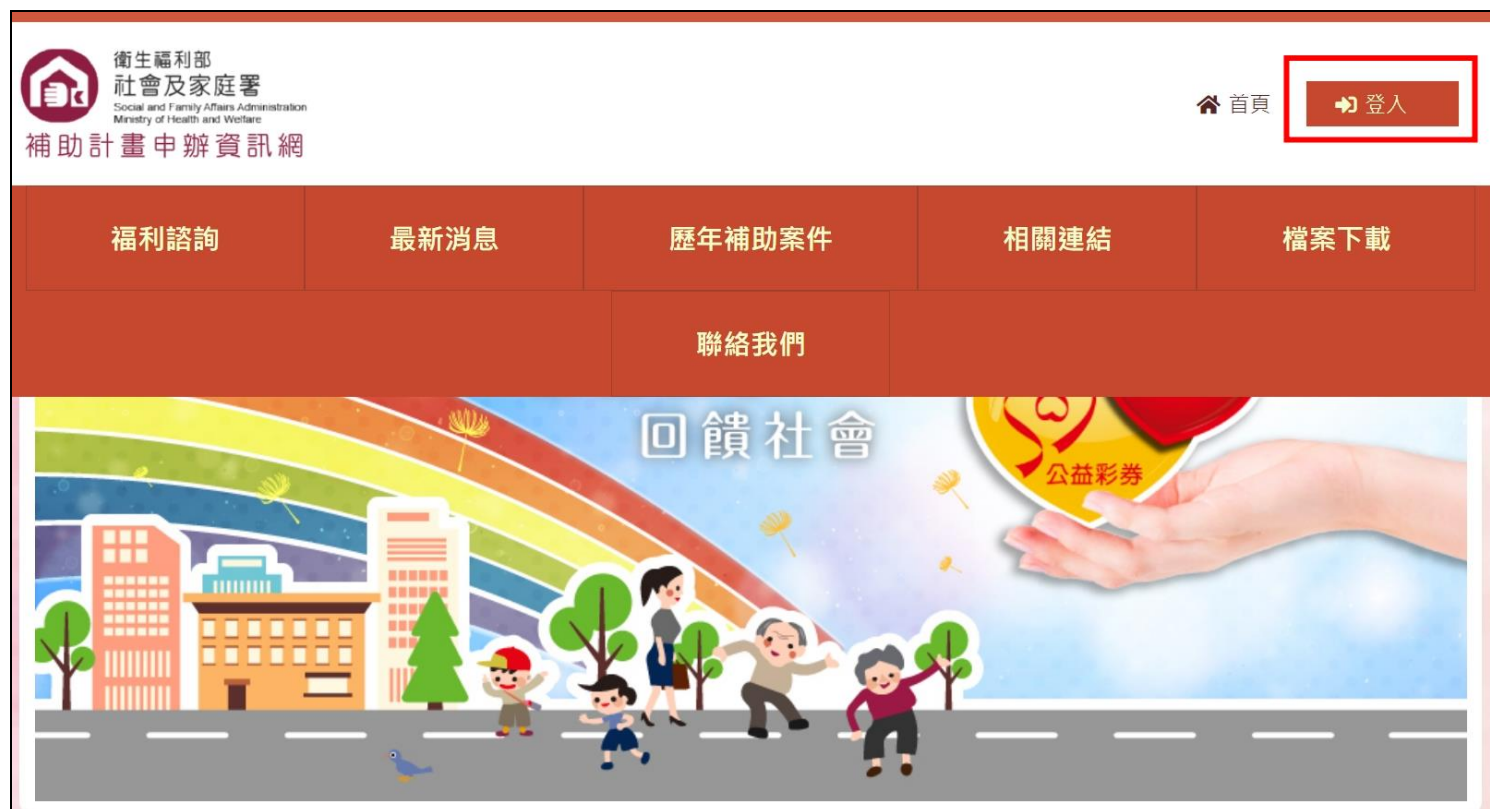 衛生福利部
社會及家庭署
Social and Family Affairs Administration
Ministry of Health and Welfare
補助計畫申辦資訊網
首頁
登入
福利諮詢
最新消息
歷年補助案件
相關連結
檔案下載
聯絡我們
回饋社會
公益彩券